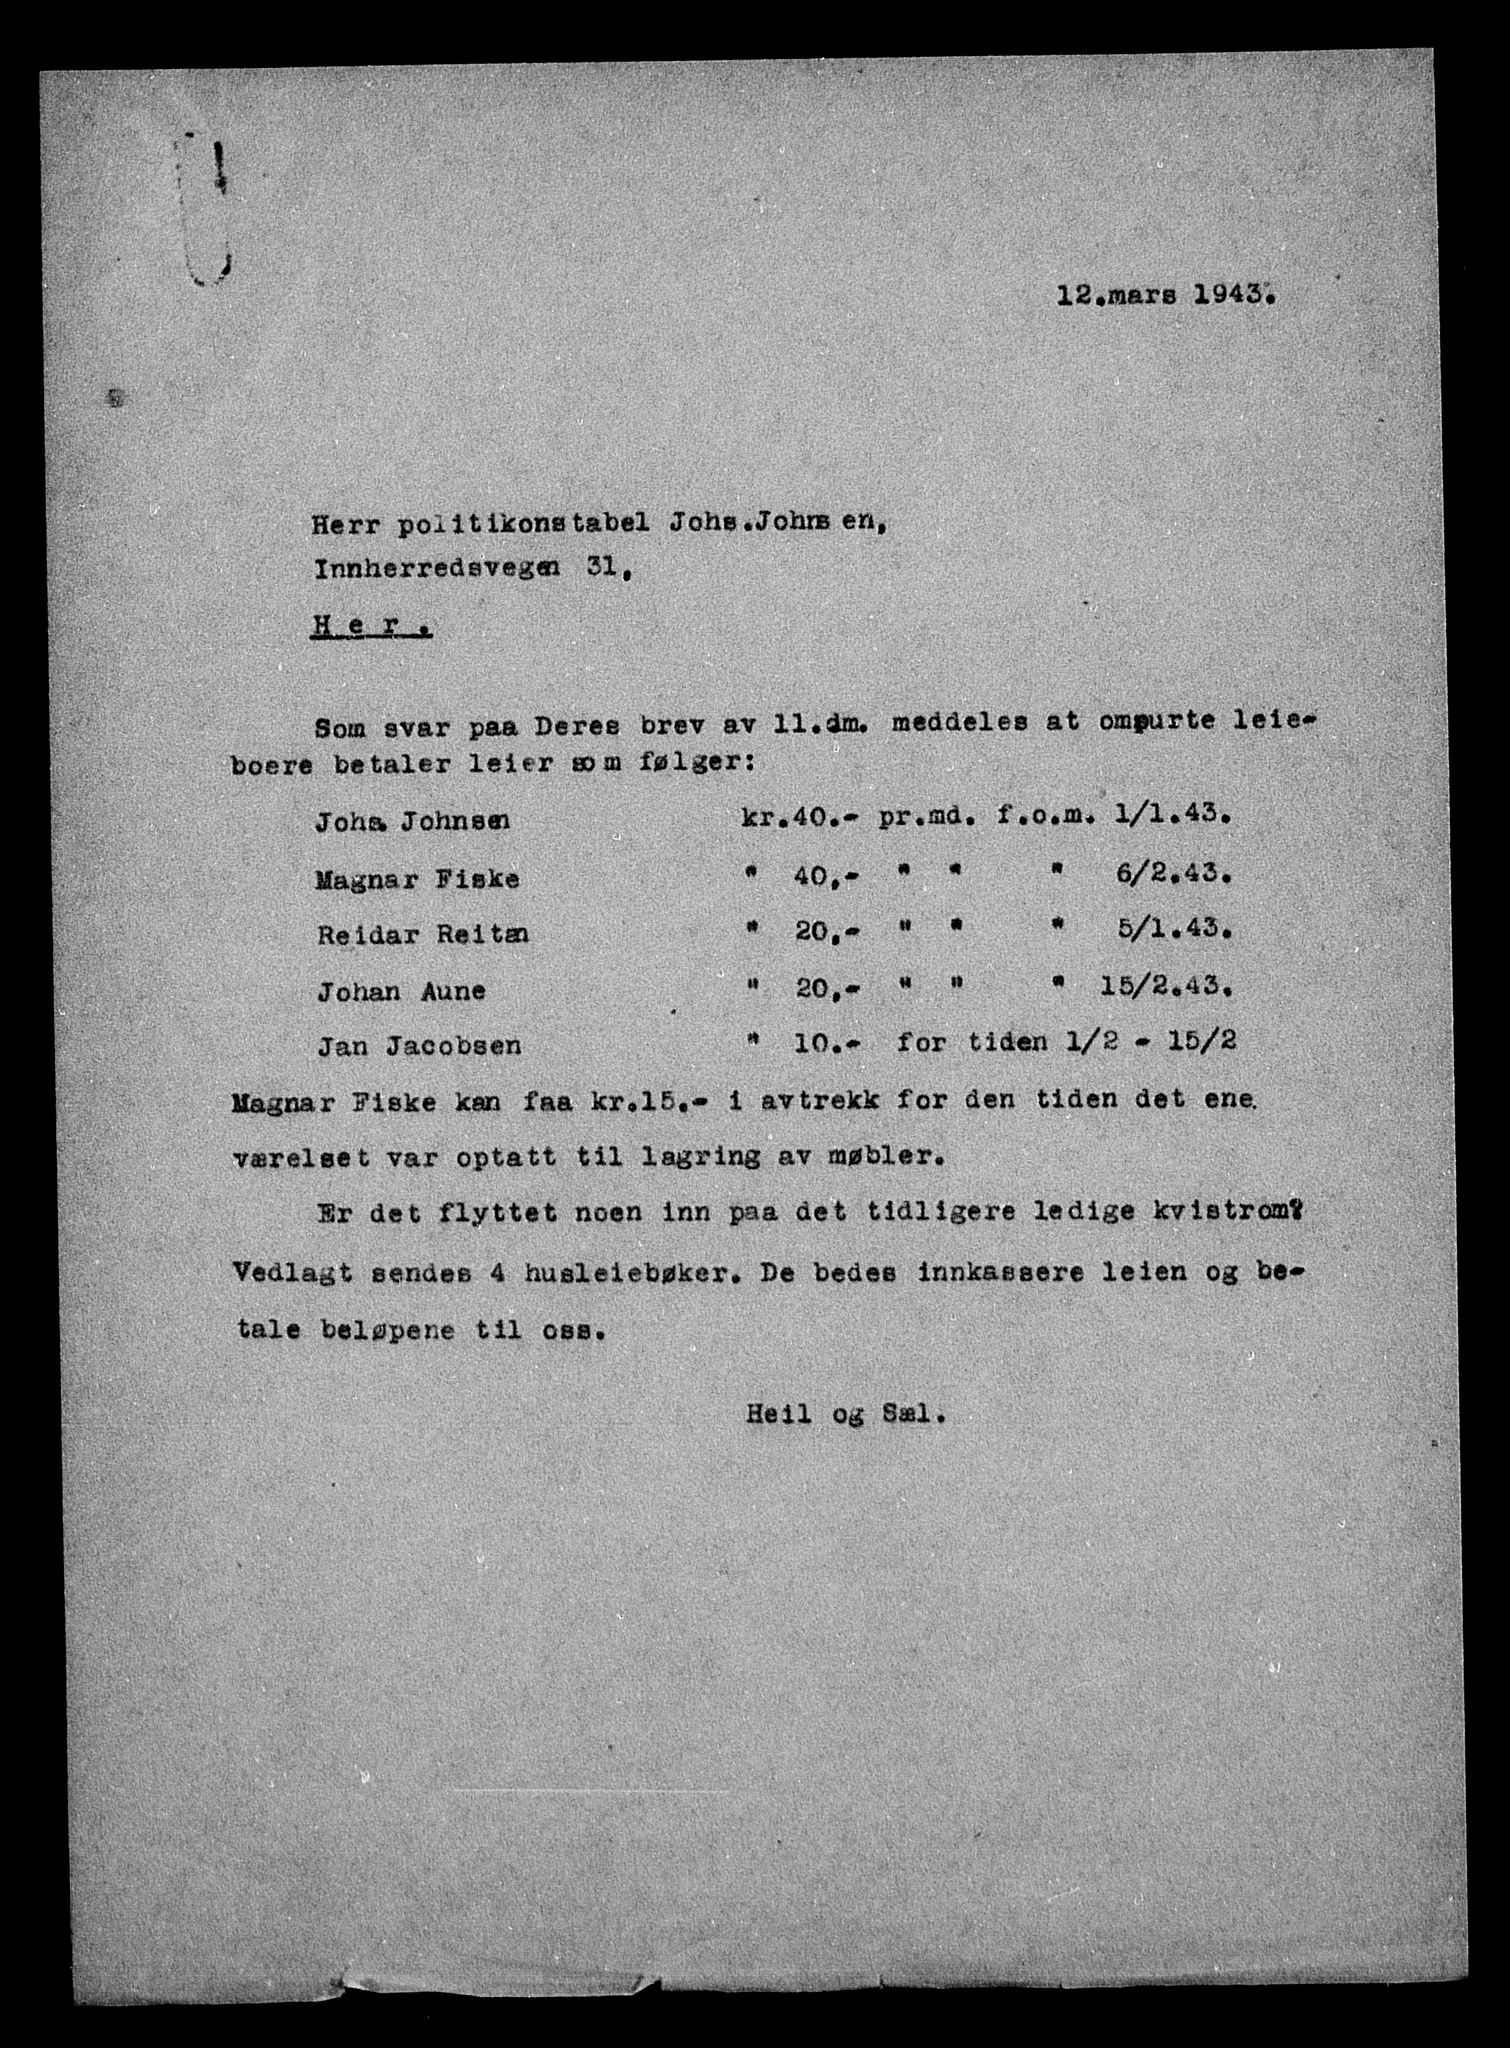 12.mars 1943.
Herr politikonstabel Johs.Johnsen,
Innherredsvegen 31,
H e r .
Som svar paa Deres brev av 11.dm. meddeles at ompurte leie-
boere betaler leier som følger:
Johs. Johnsen kr.40.- pr.md. f.o.m. 1/1.43.
Magnar Fiske " 40,- " " " 6/2.43.
Reidar Reitan " 20,- " " " 5/1.43.
Johan Aune " 20,- " " " 15/2.43.
Jan Jacobsen " 10.- for tiden 1/2 - 15/2
Magnar Fiske kan faa kr.15.- i avtrekk for den tiden det ene
værelset var optatt til lagring av møbler.
Er det flyttet noen inn paa det tidligere ledige kvistrom?
Vedlagt sendes 4 husleiebøker. De bedes innkassere leien og be-
tale beløpene til oss.
Heil og Sæl.